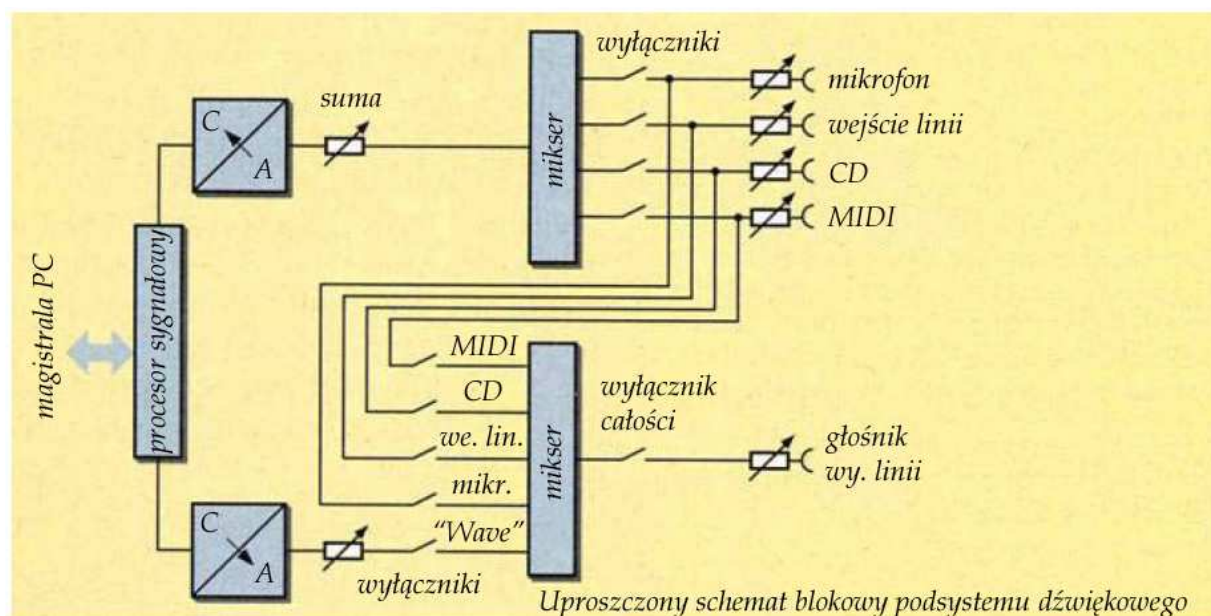 wyłączniki
mikrofon
wejście linii
CD
MIDI
suma
C
A
mikser
magistrala PC
procesor sygnałowy
MIDI
CD
we. lin.
mikr.
"Wave"
mikser
wyłącznik
całości
głośnik
wy. linii
C
A
wyłączniki
Uproszczony schemat blokowy podsystemu dźwiękowego